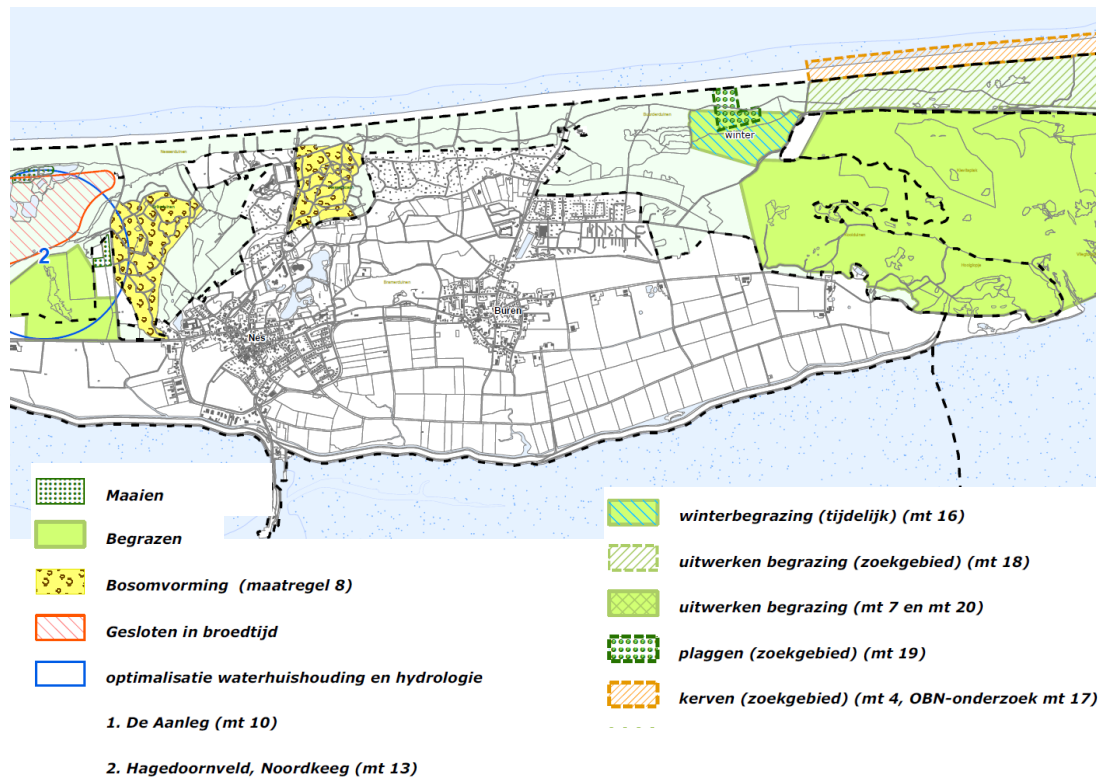 winter
2
Buren
Nes
Maaien
Begrazen
Bosomvorming (maatregel 8)
Gesloten in broedtijd
optimalisatie waterhuishouding en hydrologie
1. De Aanleg (mt 10)
2. Hagedoornveld, Noordkeeg (mt 13)
winterbegrazing (tijdelijk) (mt 16)
uitwerken begrazing (zoekgebied) (mt 18)
uitwerken begrazing (mt 7 en mt 20)
plaggen (zoekgebied) (mt 19)
kerven (zoekgebied) (mt 4, OBN-onderzoek mt 17)